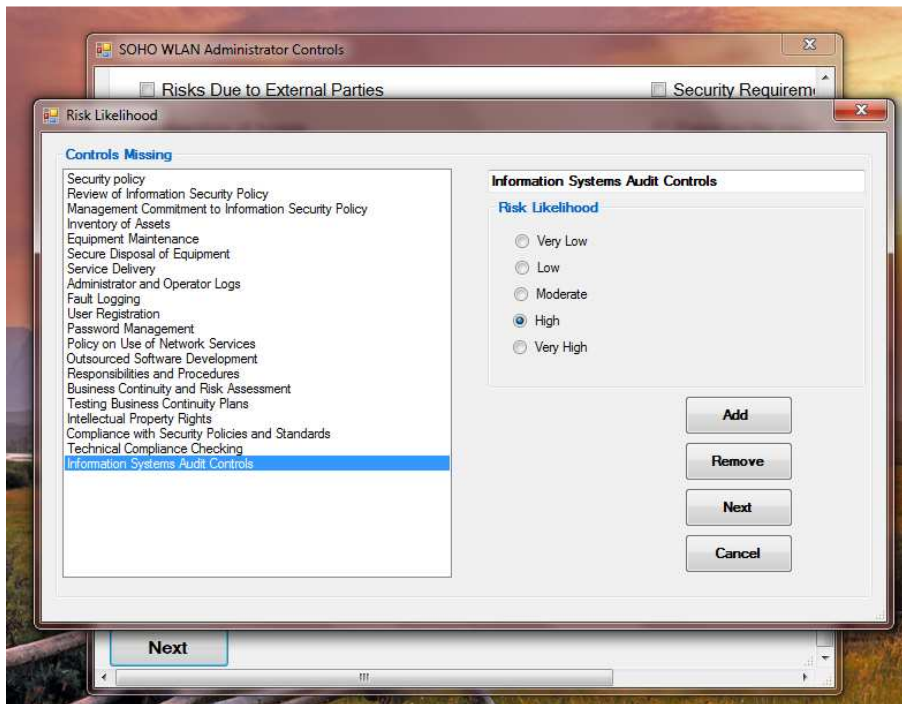 SOHO WLAN Administrator Controls
Risks Due to External Parties
Security Requirem
Risk Likelihood
Controls Missing
Security policy
Review of Information Security Policy
Management Commitment to Information Security Policy
Inventory of Assets
Equipment Maintenance
Secure Disposal of Equipment
Service Delivery
Administrator and Operator Logs
Fault Logging
User Registration
Password Management
Policy on Use of Network Services
Outsourced Software Development
Responsibilities and Procedures
Business Continuity and Risk Assessment
Testing Business Continuity Plans
Intellectual Property Rights
Compliance with Security Policies and Standards
Technical Compliance Checking
Information Systems Audit Controls
Information Systems Audit Controls
Risk Likelihood
Very Low
Low
Moderate
High
Very High
Add
Remove
Next
Cancel
Next